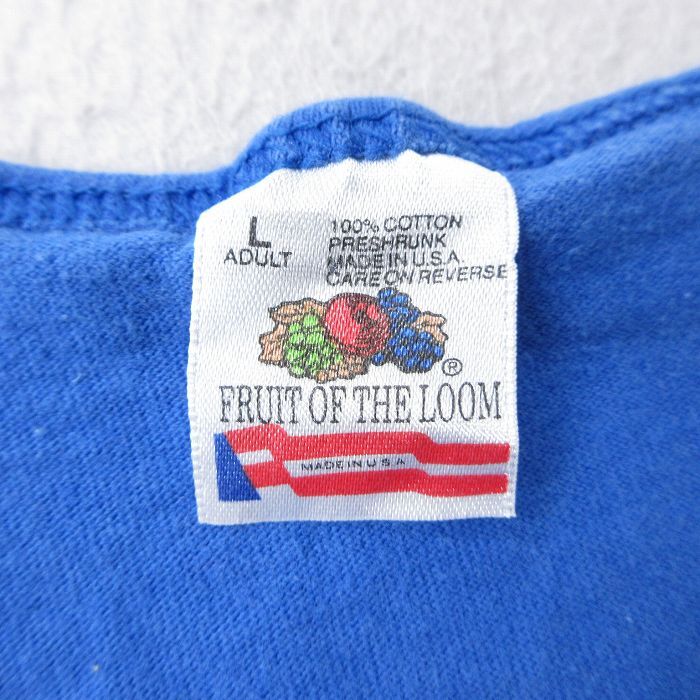 L
ADULT
100% COTTON
PRESHRUNK
MADE IN U.S.A.
CARE ON REVERSE
®
FRUIT OF THE LOOM
MADE IN U S A